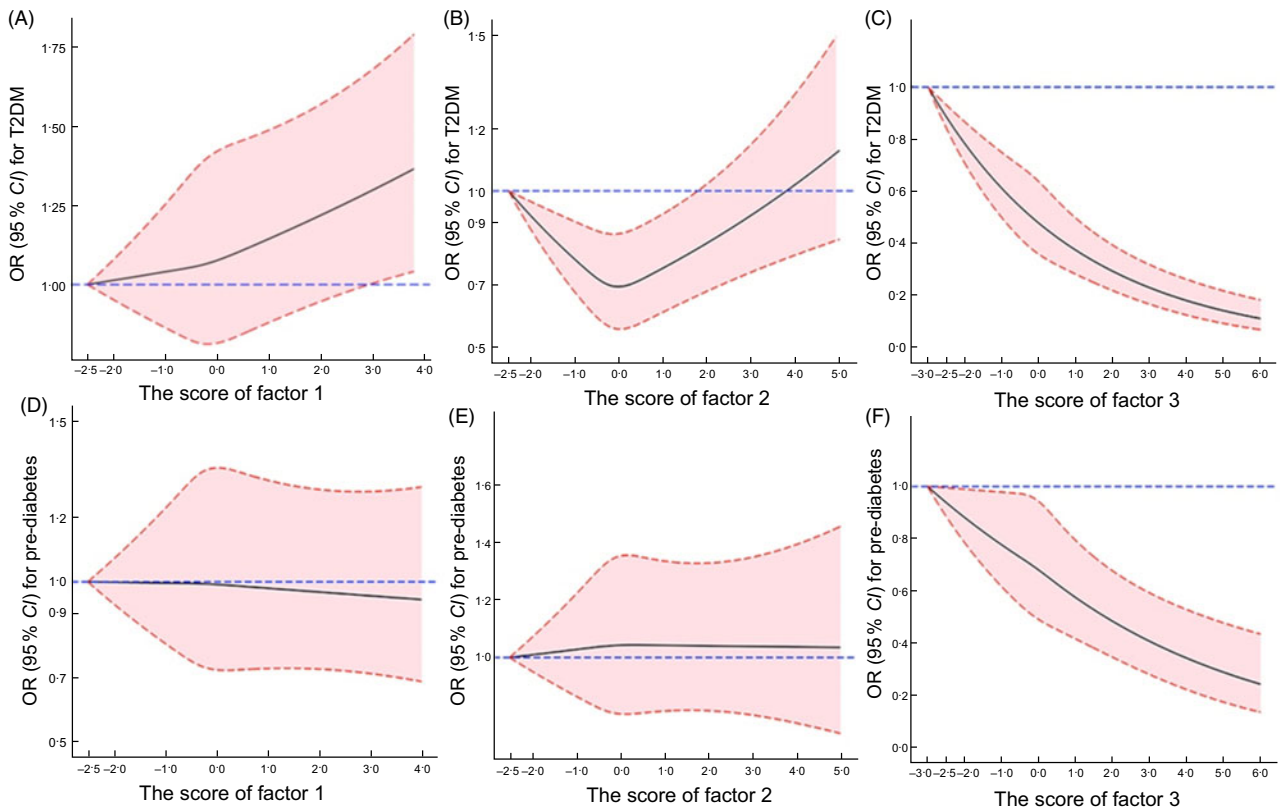 (A)
OR (95 % CI) for T2DM
1·75
1·50
1·25
1·00
–2·5 –2·0 –1·0 0·0 1·0 2·0 3·0 4·0
The score of factor 1
(B)
OR (95 % CI) for T2DM
1·5
1·2
1·0
0·9
0·7
0·5
–2·5 –2·0 –1·0 0·0 1·0 2·0 3·0 4·0 5·0
The score of factor 2
(C)
OR (95 % CI) for T2DM
1·0
0·8
0·6
0·4
0·2
0·0
–3·0 –2·5 –2·0 –1·0 0·0 1·0 2·0 3·0 4·0 5·0 6·0
The score of factor 3
(D)
OR (95 % CI) for pre-diabetes
1·5
1·2
1·0
0·9
0·7
0·5
–2·5 –2·0 –1·0 0·0 1·0 2·0 3·0 4·0
The score of factor 1
(E)
OR (95 % CI) for pre-diabetes
1·6
1·4
1·2
1·0
–2·5 –2·0 –1·0 0·0 1·0 2·0 3·0 4·0 5·0
The score of factor 2
(F)
OR (95 % CI) for pre-diabetes
1·0
0·8
0·6
0·4
0·2
0·0
–3·0 –2·5 –2·0 –1·0 0·0 1·0 2·0 3·0 4·0 5·0 6·0
The score of factor 3